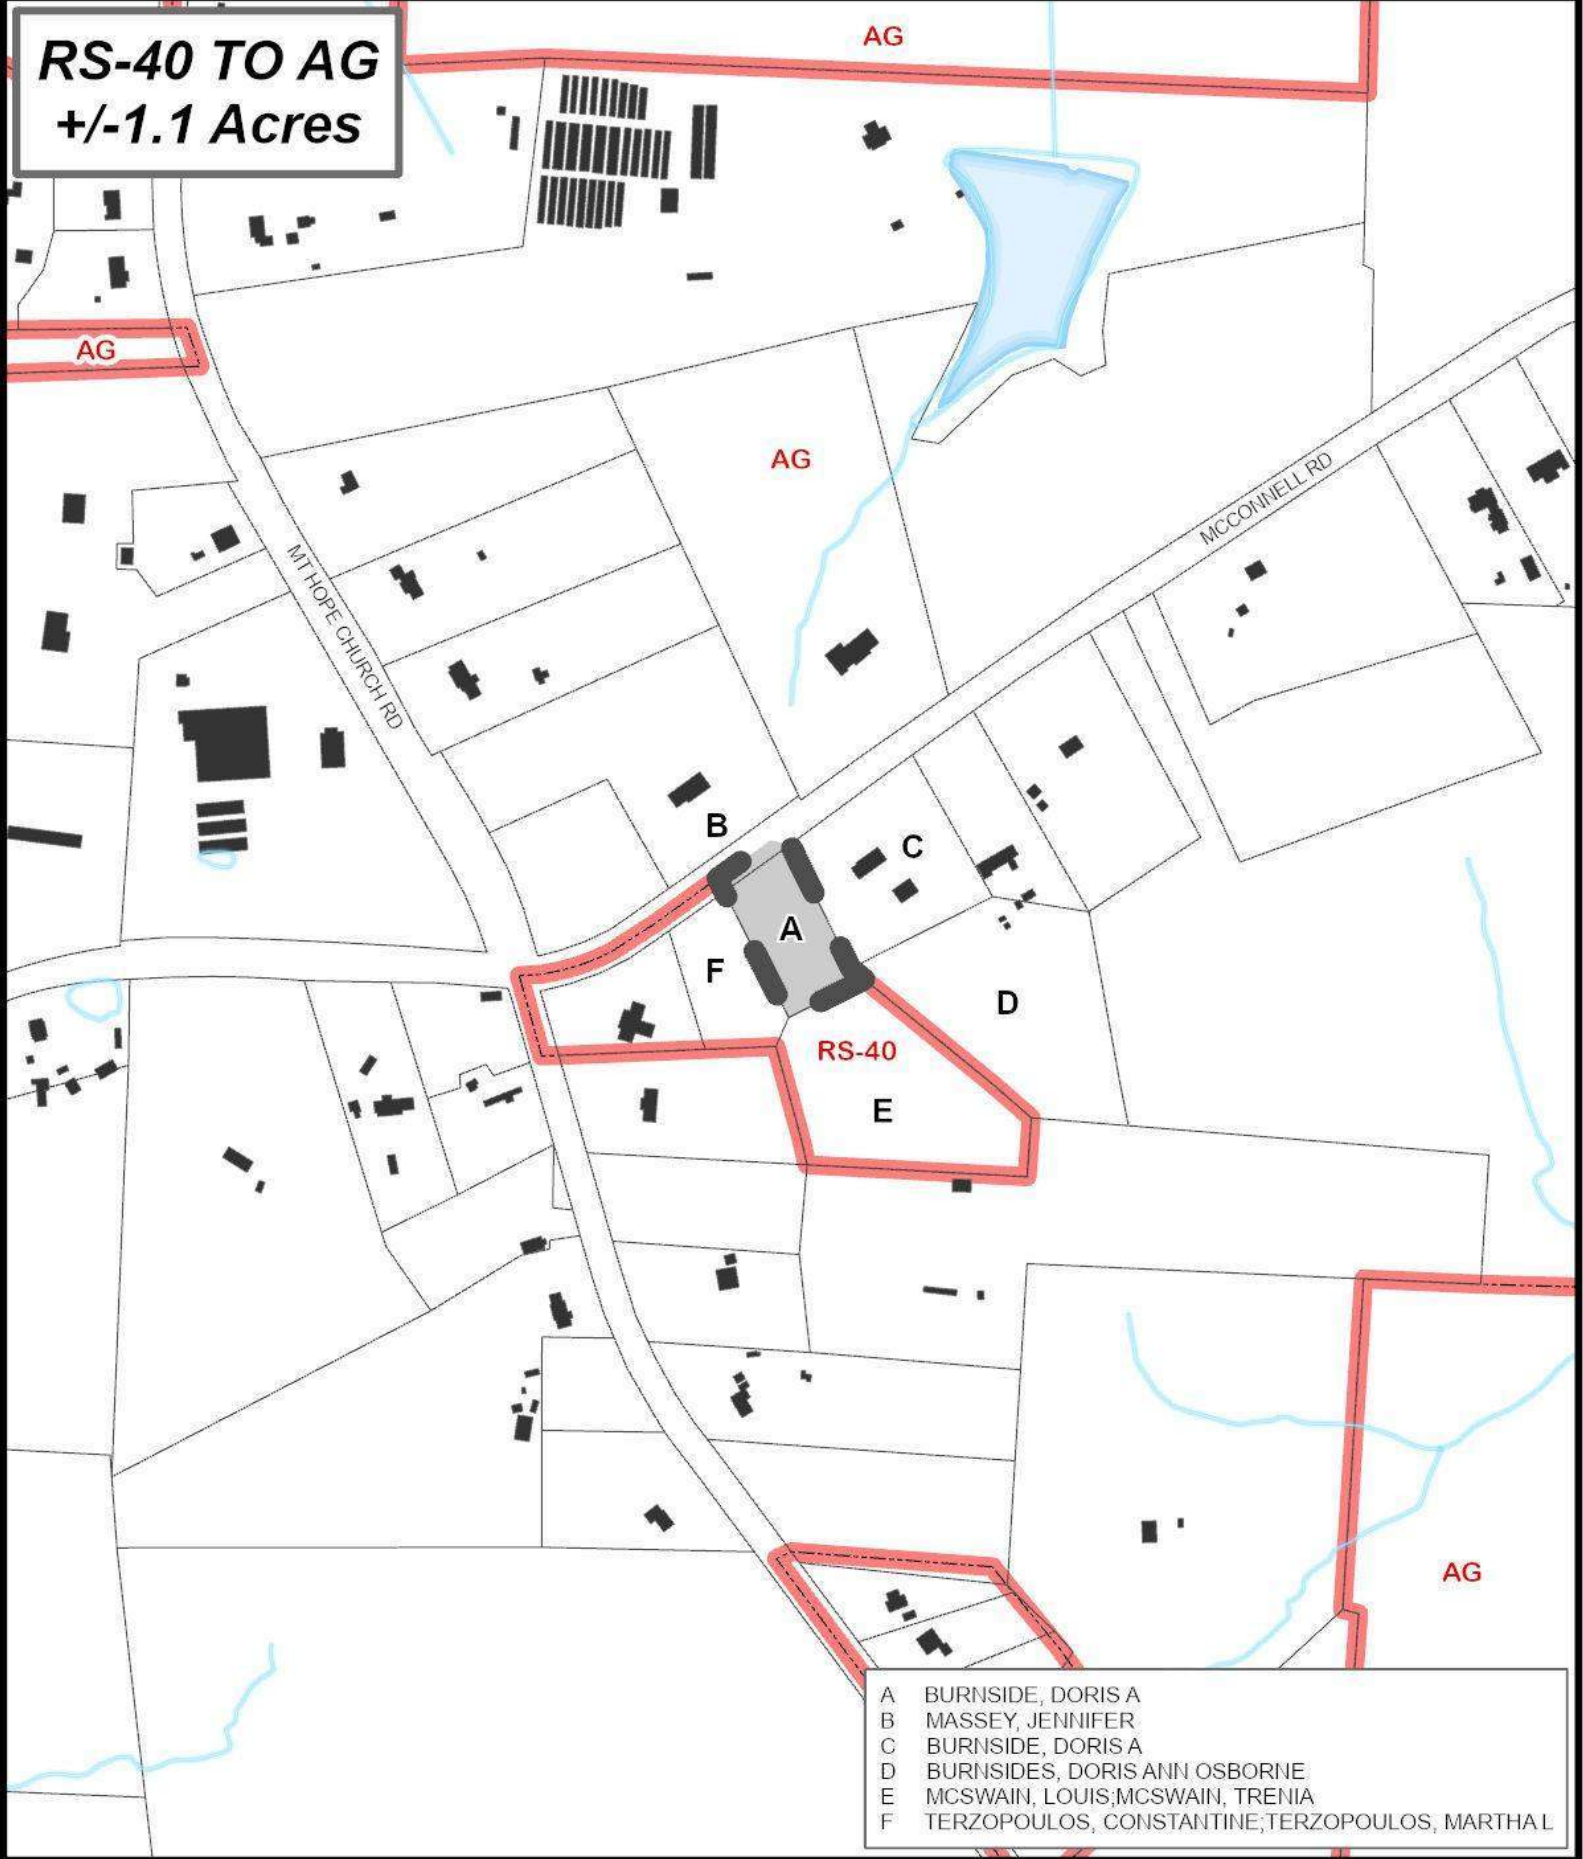 RS-40 TO AG
+/-1.1 Acres
AG
AG
AG
MCCONNELL RD
MT HOPE CHURCH RD
B
C
A
F
D
RS-40
E
AG
A BURNSIDE, DORIS A
B MASSEY, JENNIFER
C BURNSIDE, DORIS A
D BURNSIDES, DORIS ANN OSBORNE
E MCSWAIN, LOUIS;MCSWAIN, TRENIA
F TERZOPOULOS, CONSTANTINE;TERZOPOULOS, MARTHA L